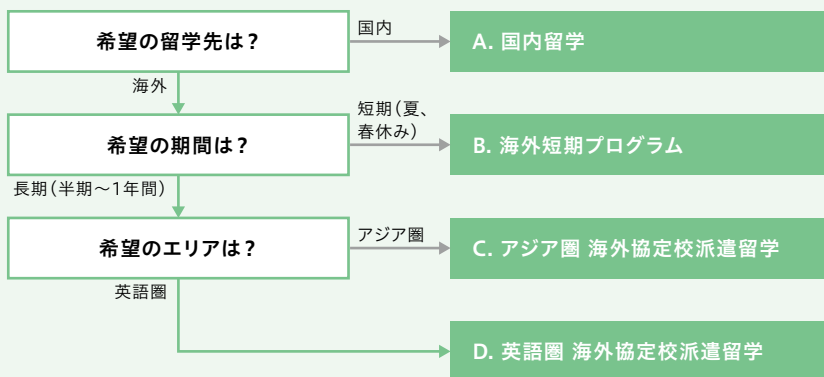 希望の留学先は？
国内
A. 国内留学
海外
希望の期間は？
短期（夏、
春休み）
B. 海外短期プログラム
長期（半期～1年間）
希望のエリアは？
アジア圏
C. アジア圏 海外協定校派遣留学
英語圏
D. 英語圏 海外協定校派遣留学